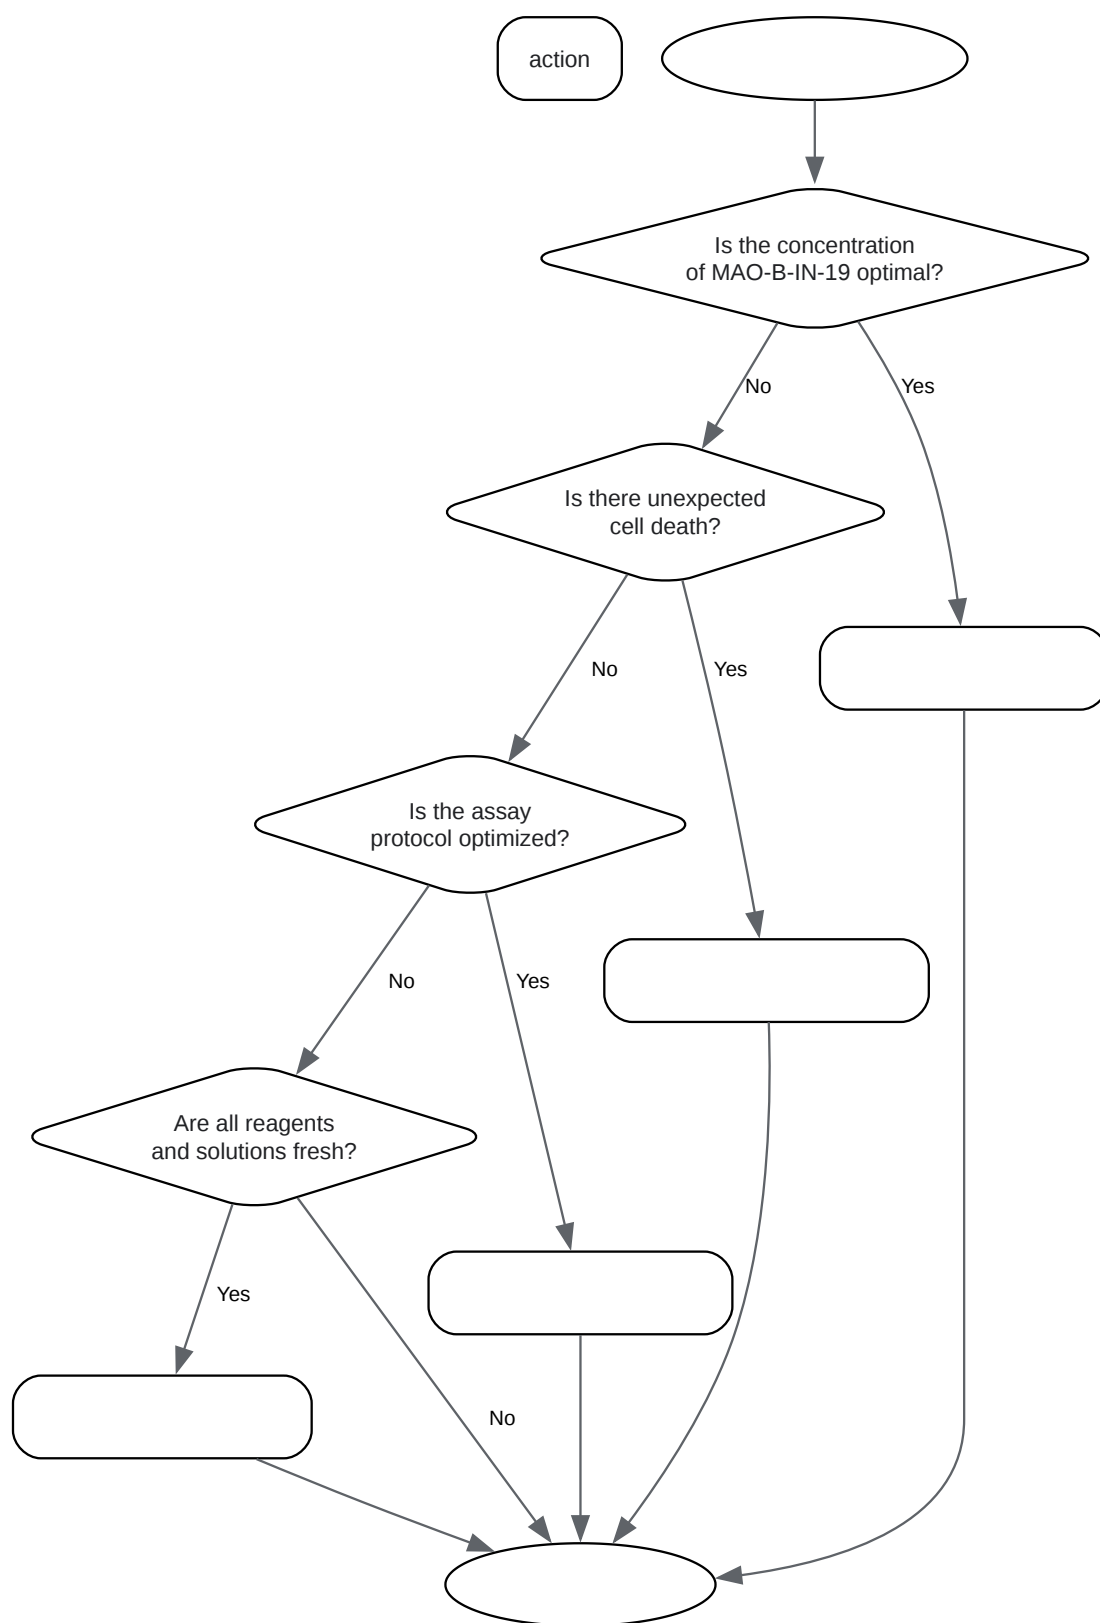 action
Is the concentration
of MAO-B-IN-19 optimal?
No
Yes
Is there unexpected
cell death?
No
Yes
Is the assay
protocol optimized?
No
Yes
Are all reagents
and solutions fresh?
Yes
No